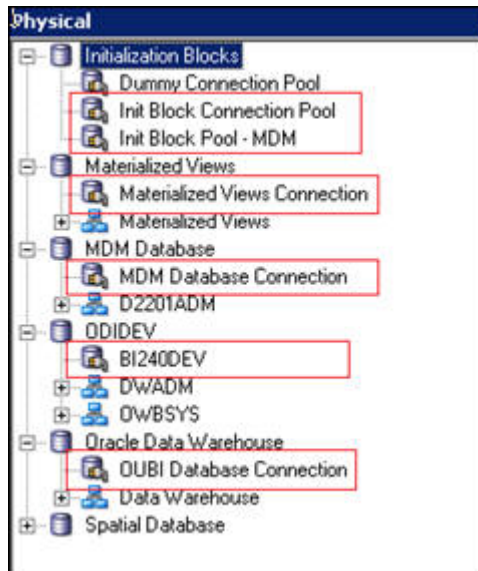 Physical
Initialization Blocks
Dummy Connection Pool
Init Block Connection Pool
Init Block Pool - MDM
Materialized Views
Materialized Views Connection
Materialized Views
MDM Database
MDM Database Connection
D2201ADM
ODIDEV
BI240DEV
DWADM
OWBSYS
Oracle Data Warehouse
OUBI Database Connection
Data Warehouse
Spatial Database